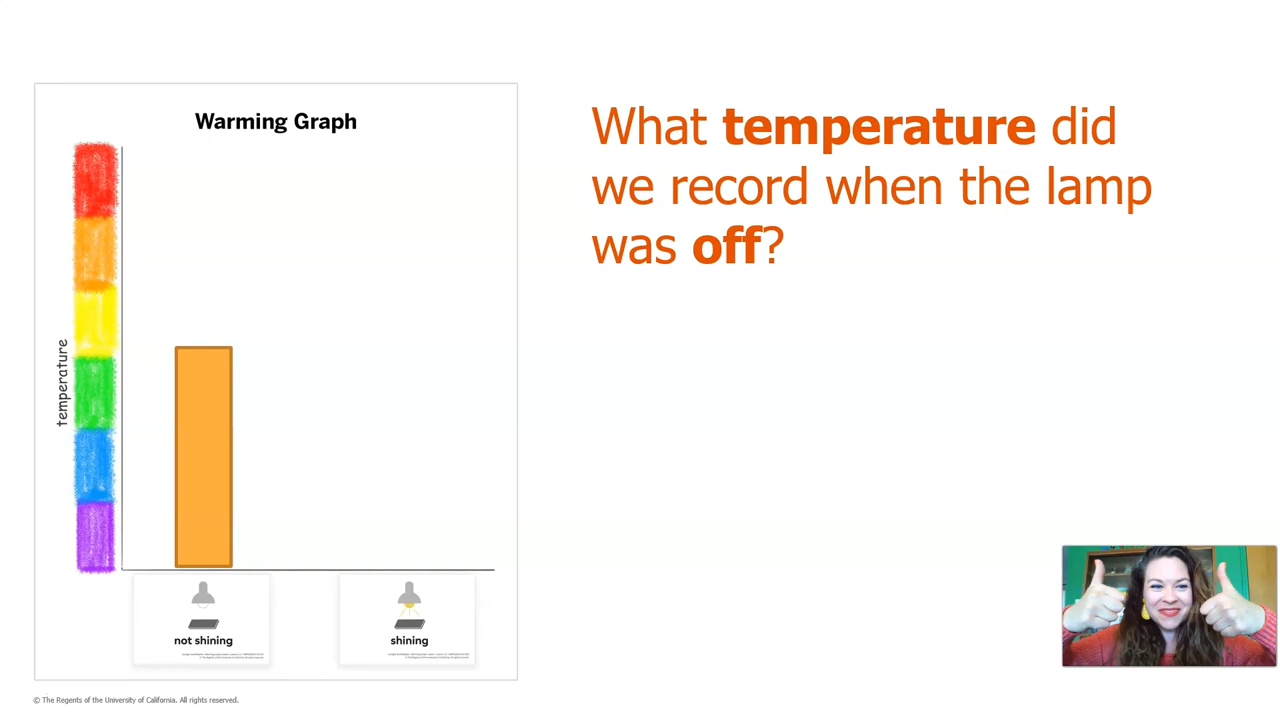 Warming Graph
temperature
not shining
shining
What temperature did
we record when the lamp
was off?
© The Regents of the University of California. All rights reserved.